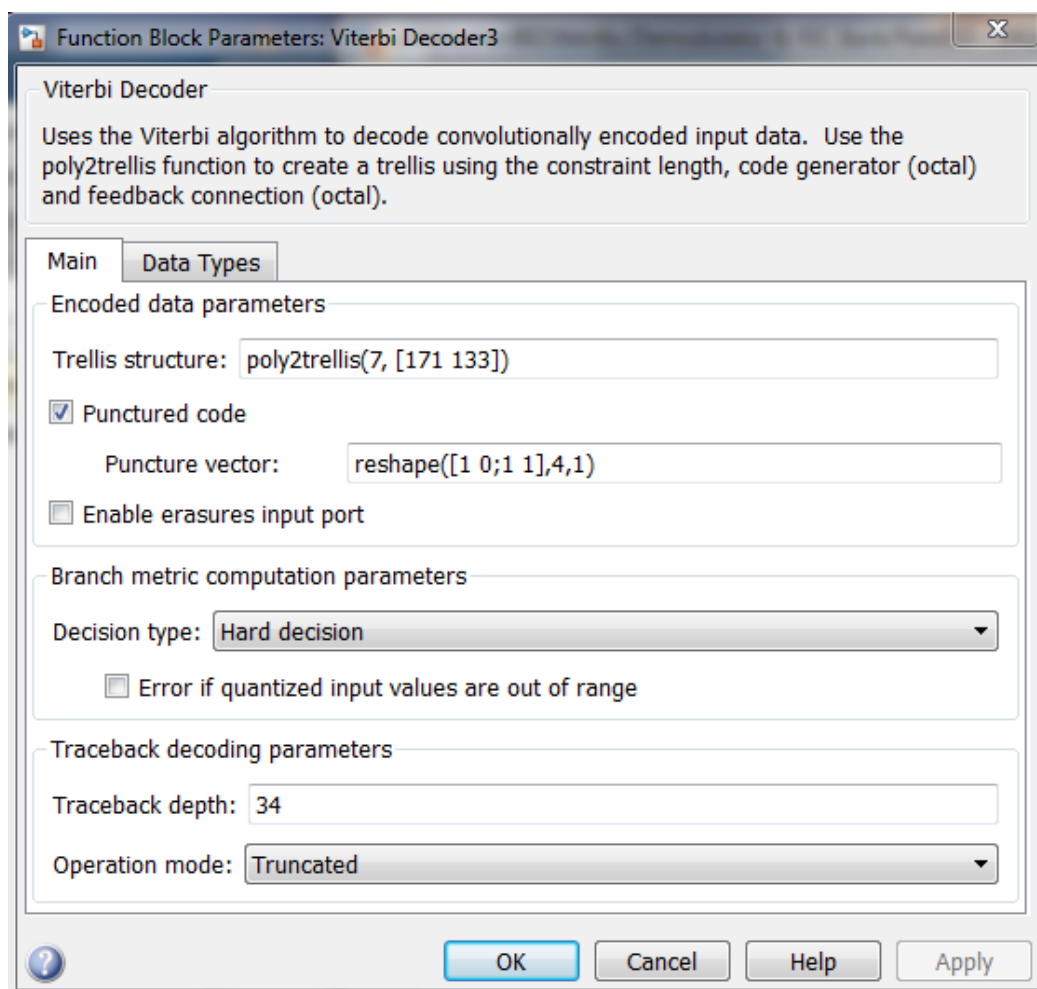 Function Block Parameters: Viterbi Decoder3
Viterbi Decoder
Uses the Viterbi algorithm to decode convolutionally encoded input data.  Use the
poly2trellis function to create a trellis using the constraint length, code generator (octal)
and feedback connection (octal).
Main
Data Types
Encoded data parameters
Trellis structure: poly2trellis(7, [171 133])
Punctured code
Puncture vector: reshape([1 0;1 1],4,1)
Enable erasures input port
Branch metric computation parameters
Decision type: Hard decision
Error if quantized input values are out of range
Traceback decoding parameters
Traceback depth: 34
Operation mode: Truncated
? OK Cancel Help Apply